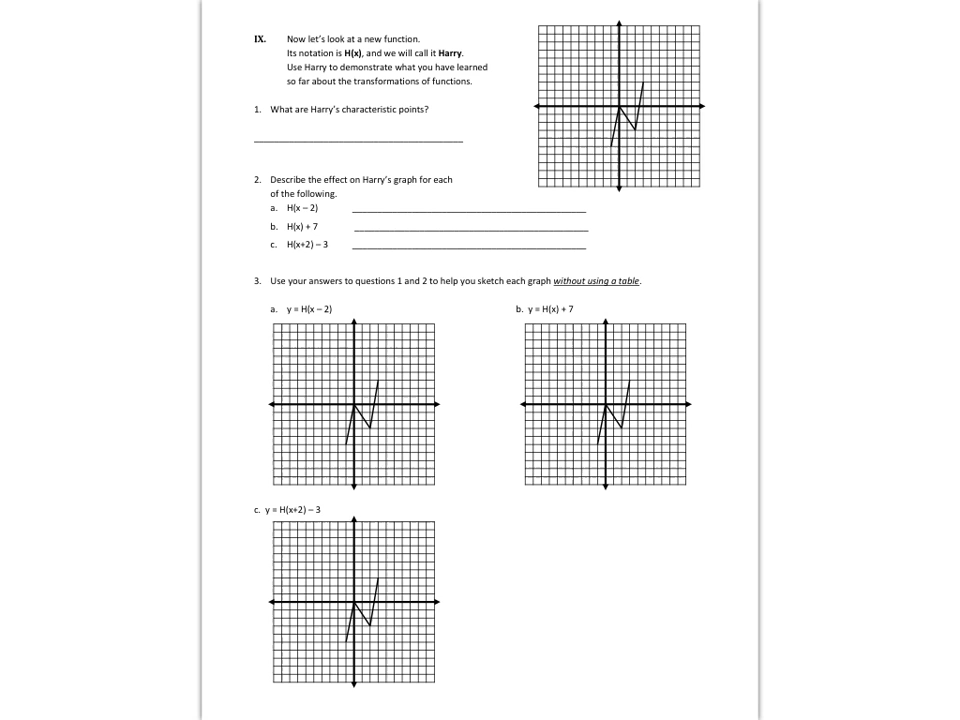 IX. Now let's look at a new function.
Its notation is H(x), and we will call it Harry.
Use Harry to demonstrate what you have learned
so far about the transformations of functions.
1. What are Harry's characteristic points?
2. Describe the effect on Harry's graph for each
of the following.
a. H(x – 2)
b. H(x) + 7
c. H(x+2) – 3
3. Use your answers to questions 1 and 2 to help you sketch each graph without using a table.
a. y = H(x – 2)
b. y = H(x) + 7
c. y = H(x+2) – 3